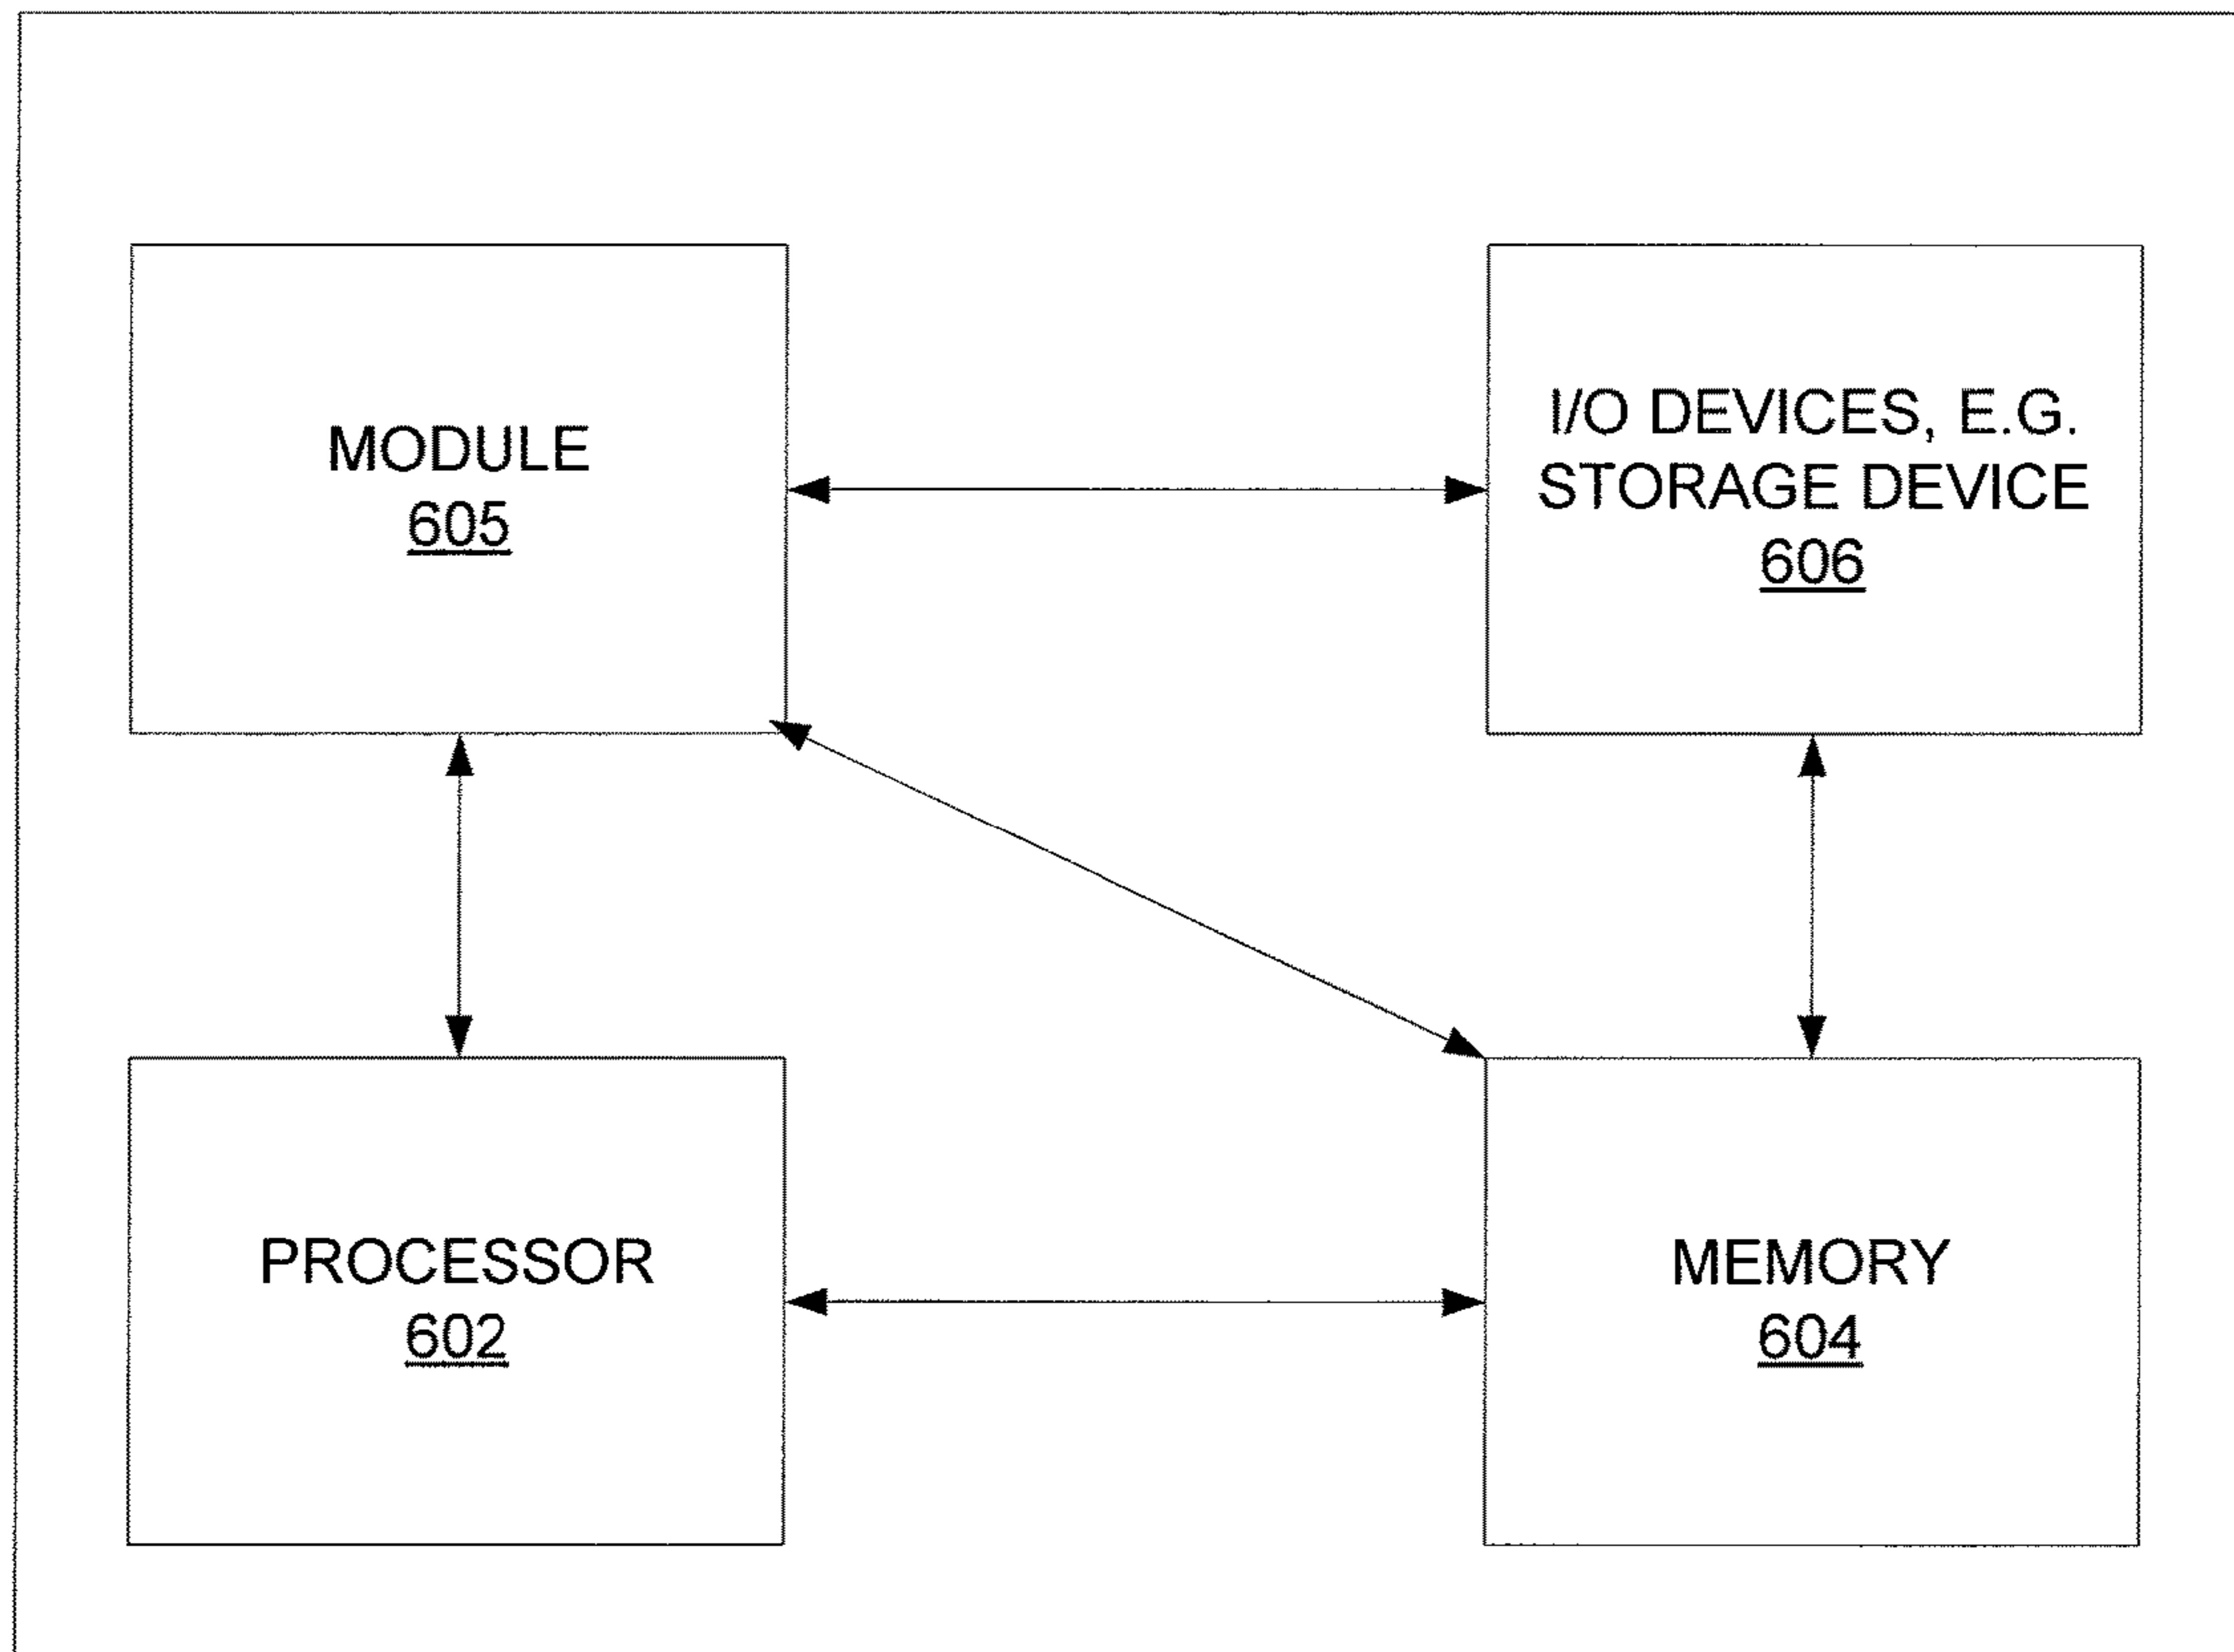 MODULE
605
I/O DEVICES, E.G.
STORAGE DEVICE
606
PROCESSOR
602
MEMORY
604